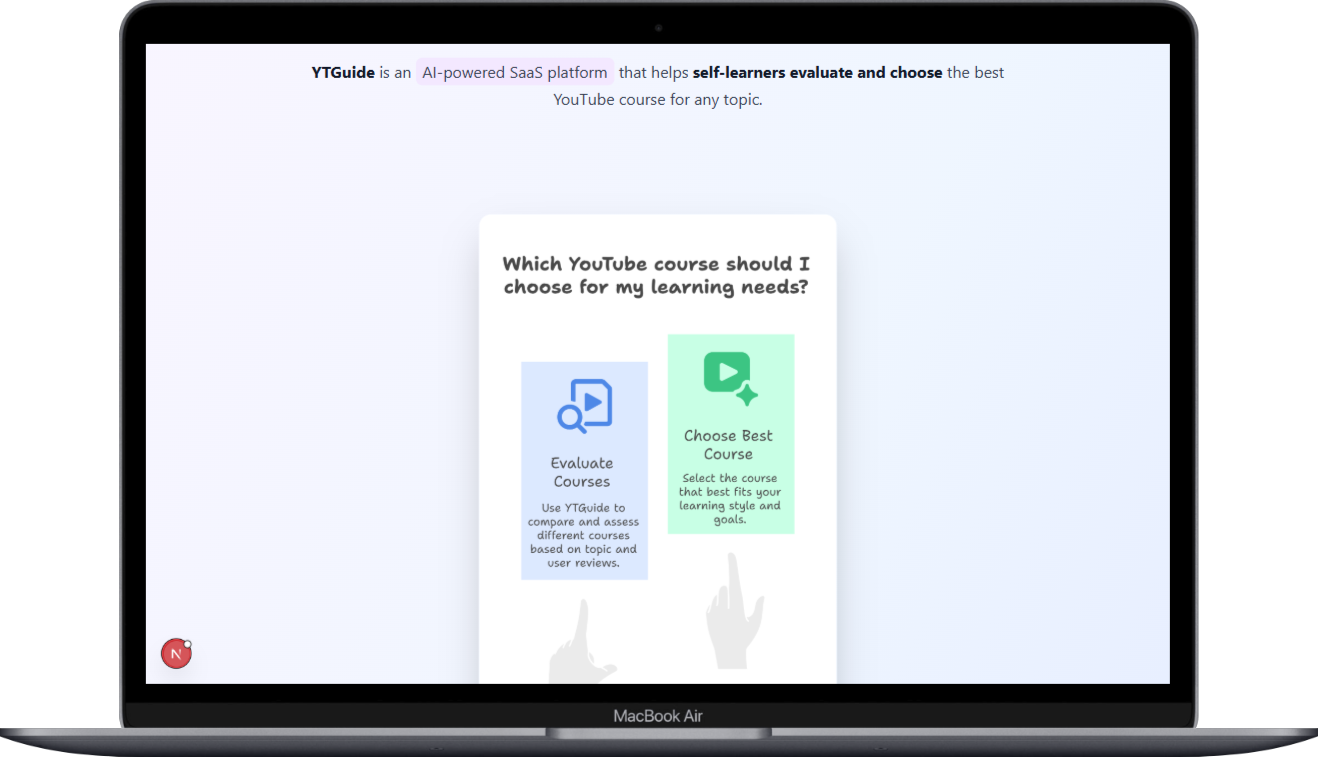 YTGuide is an AI-powered SaaS platform that helps self-learners evaluate and choose the best
YouTube course for any topic.
Which YouTube course should I
choose for my learning needs?
Evaluate
Courses
Use YTGuide to
compare and assess
different courses
based on topic and
user reviews.
Choose Best
Course
Select the course
that best fits your
learning style and
goals.
N
MacBook Air